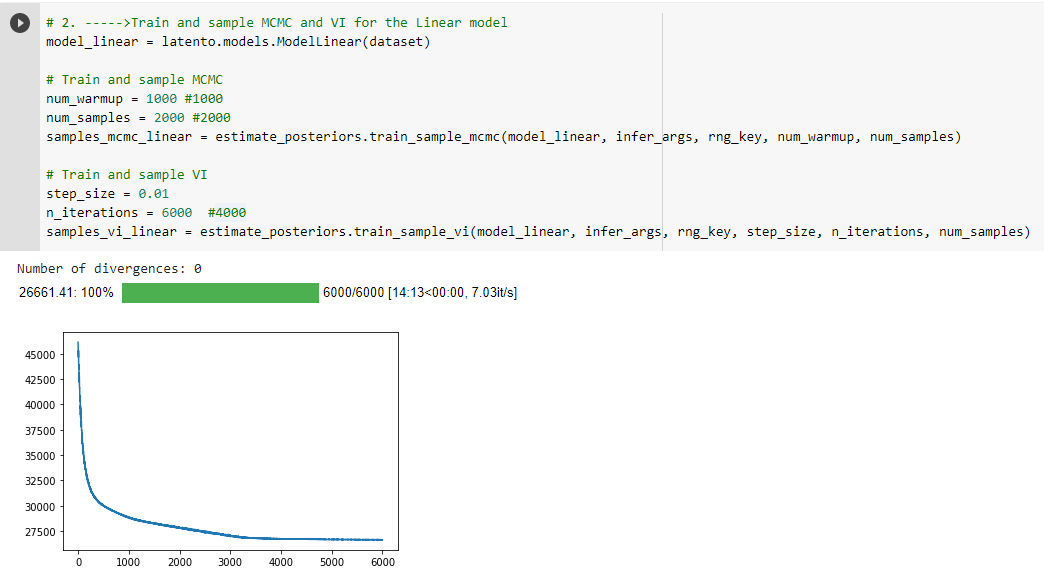 # 2. ----->Train and sample MCMC and VI for the Linear model
model_linear = latento.models.ModelLinear(dataset)
# Train and sample MCMC
num_warmup = 1000 #1000
num_samples = 2000 #2000
samples_mcmc_linear = estimate_posteriors.train_sample_mcmc(model_linear, infer_args, rng_key, num_warmup, num_samples)
# Train and sample VI
step_size = 0.01
n_iterations = 6000  #4000
samples_vi_linear = estimate_posteriors.train_sample_vi(model_linear, infer_args, rng_key, step_size, n_iterations, num_samples)
Number of divergences: 0
26661.41: 100% 6000/6000 [14:13<00:00, 7.03it/s]
45000
42500
40000
37500
35000
32500
30000
27500
0 1000 2000 3000 4000 5000 6000